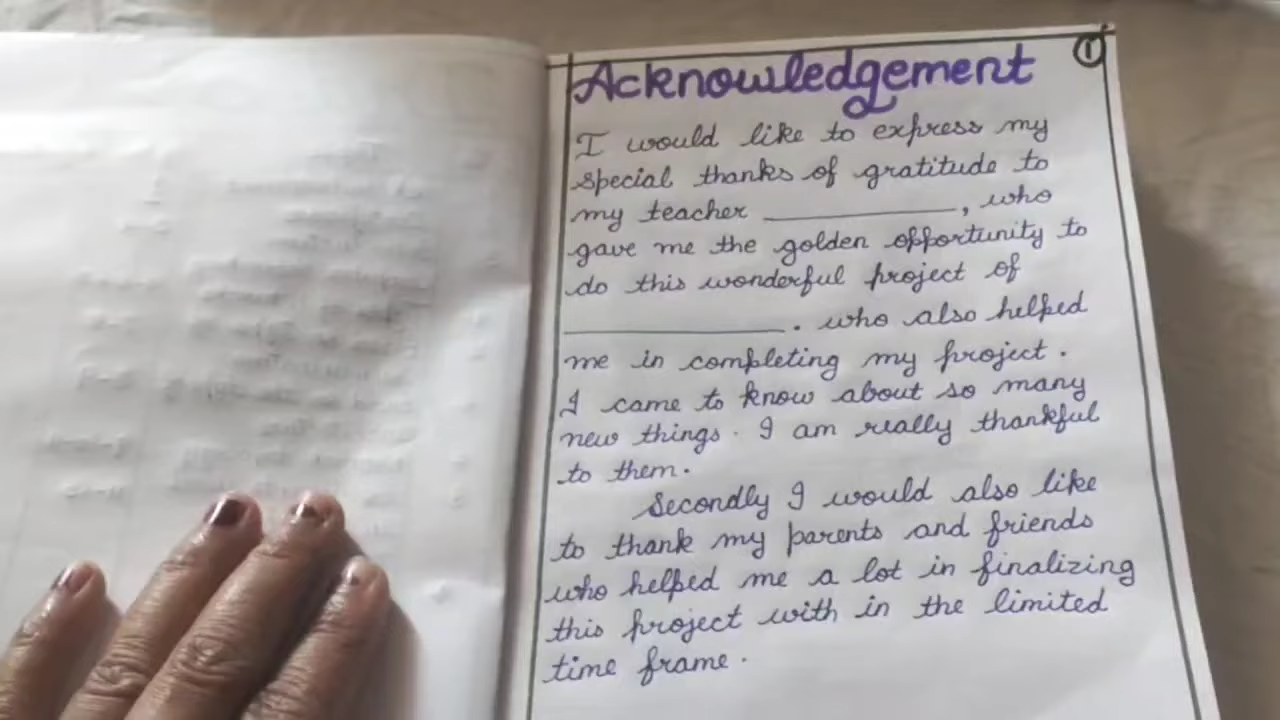 Acknowledgement
1
I would like to express my
special thanks of gratitude to
my teacher ____________, who
gave me the golden opportunity to
do this wonderful project of
______________. who also helped
me in completing my project.
I came to know about so many
new things. I am really thankful
to them.
Secondly I would also like
to thank my parents and friends
who helped me a lot in finalizing
this project with in the limited
time frame.